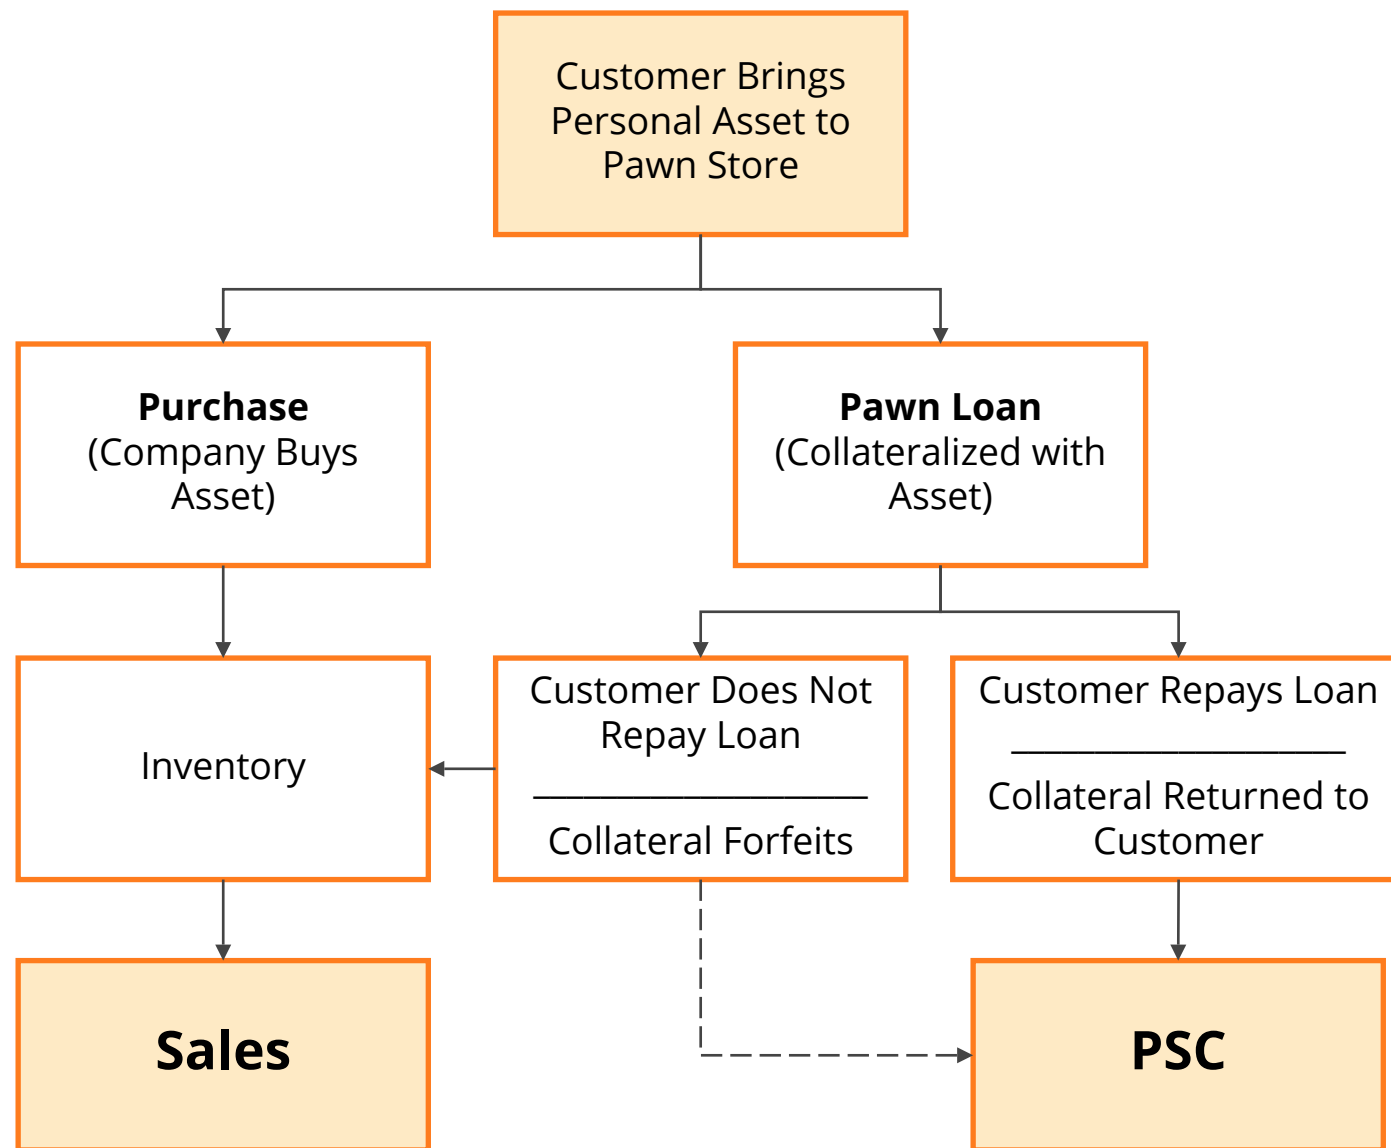 Customer Brings
Personal Asset to
Pawn Store
Purchase
(Company Buys
Asset)
Pawn Loan
(Collateralized with
Asset)
Inventory
Customer Does Not
Repay Loan
Collateral Forfeits
Customer Repays Loan
Collateral Returned to
Customer
Sales
PSC